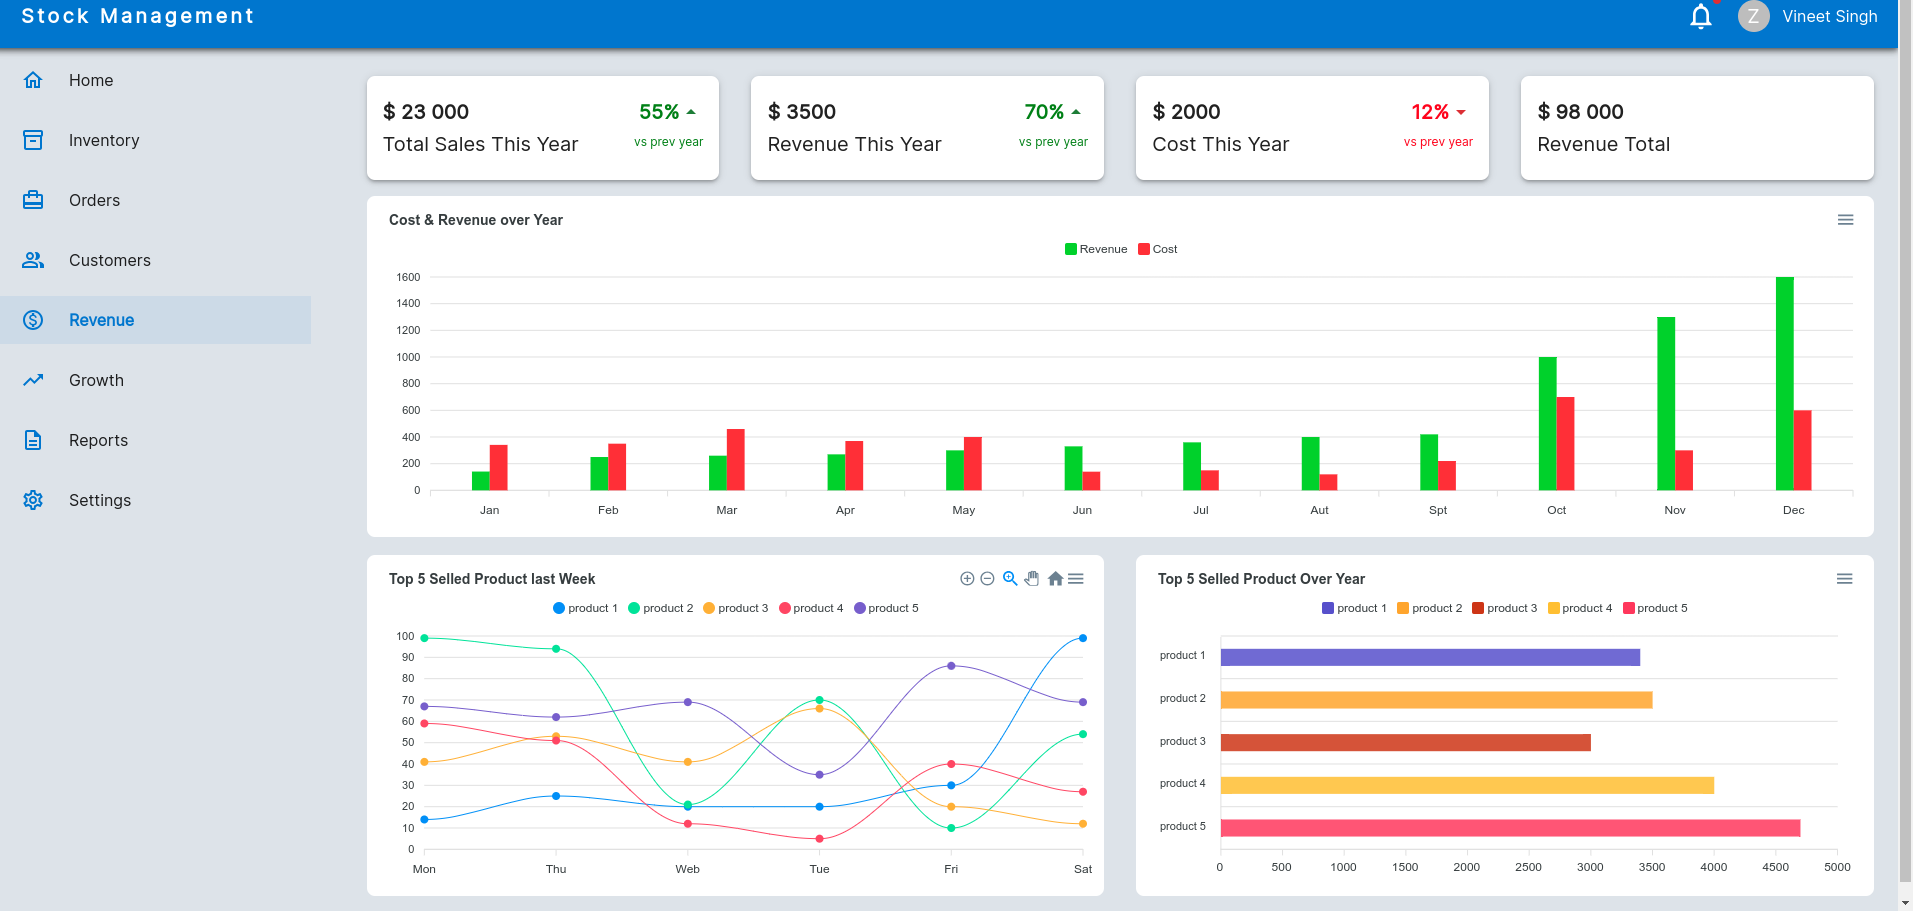 Stock Management
Z Vineet Singh
Home
Inventory
Orders
Customers
Revenue
Growth
Reports
Settings
$ 23 000 55%
Total Sales This Year vs prev year
$ 3500 70%
Revenue This Year vs prev year
$ 2000 12%
Cost This Year vs prev year
$ 98 000
Revenue Total
Cost & Revenue over Year
Revenue Cost
1600
1400
1200
1000
800
600
400
200
0
Jan Feb Mar Apr May Jun Jul Aut Spt Oct Nov Dec
Top 5 Selled Product last Week
product 1 product 2 product 3 product 4 product 5
100
90
80
70
60
50
40
30
20
10
0
Mon Thu Web Tue Fri Sat
Top 5 Selled Product Over Year
product 1 product 2 product 3 product 4 product 5
product 1
product 2
product 3
product 4
product 5
0 500 1000 1500 2000 2500 3000 3500 4000 4500 5000